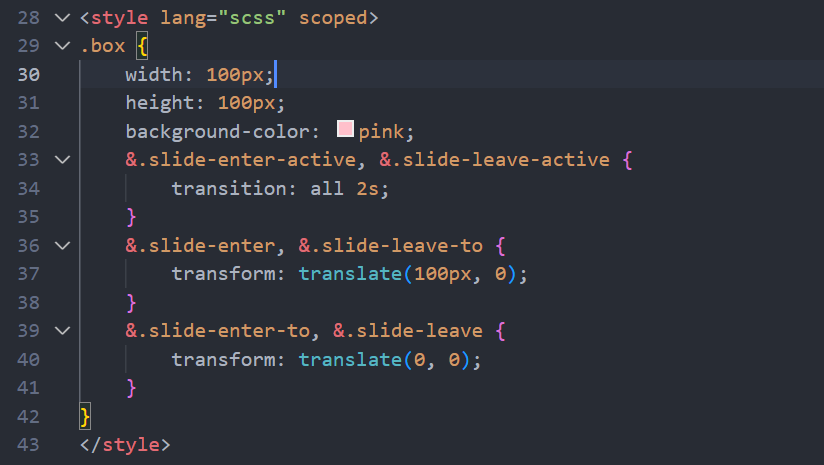 28 <style lang="scss" scoped>
29 .box {
30 width: 100px;
31 height: 100px;
32 background-color: pink;
33 &.slide-enter-active, &.slide-leave-active {
34 transition: all 2s;
35 }
36 &.slide-enter, &.slide-leave-to {
37 transform: translate(100px, 0);
38 }
39 &.slide-enter-to, &.slide-leave {
40 transform: translate(0, 0);
41 }
42 }
43 </style>